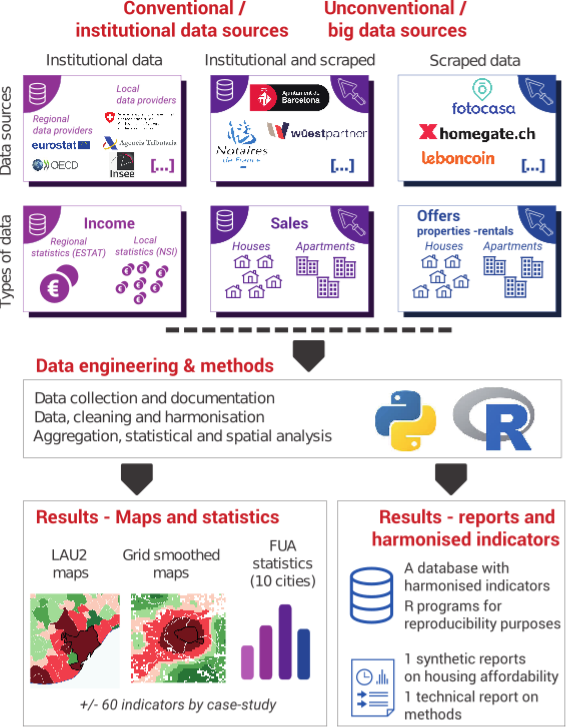 Conventional /
institutional data sources
Unconventional /
big data sources
Institutional data
Institutional and scraped
Scraped data
Data sources
Local
data providers
Regional
data providers
eurostat
Agencia Tributaria
OECD
Insee
[...]
Ajuntament de
Barcelona
Notaires
de France
wüestpartner
[...]
fotocasa
homegate.ch
leboncoin
[...]
Types of data
Income
Regional
statistics (ESTAT)
Local
statistics (NSI)
€
Sales
Houses
Apartments
Offers
properties -rentals
Houses
Apartments
Data engineering & methods
Data collection and documentation
Data, cleaning and harmonisation
Aggregation, statistical and spatial analysis
R
Results - Maps and statistics
LAU2
maps
Grid smoothed
maps
FUA
statistics
(10 cities)
+/- 60 indicators by case-study
Results - reports and
harmonised indicators
A database with
harmonised indicators
R programs for
reproducibility purposes
1 synthetic reports
on housing affordability
1 technical report on
methods